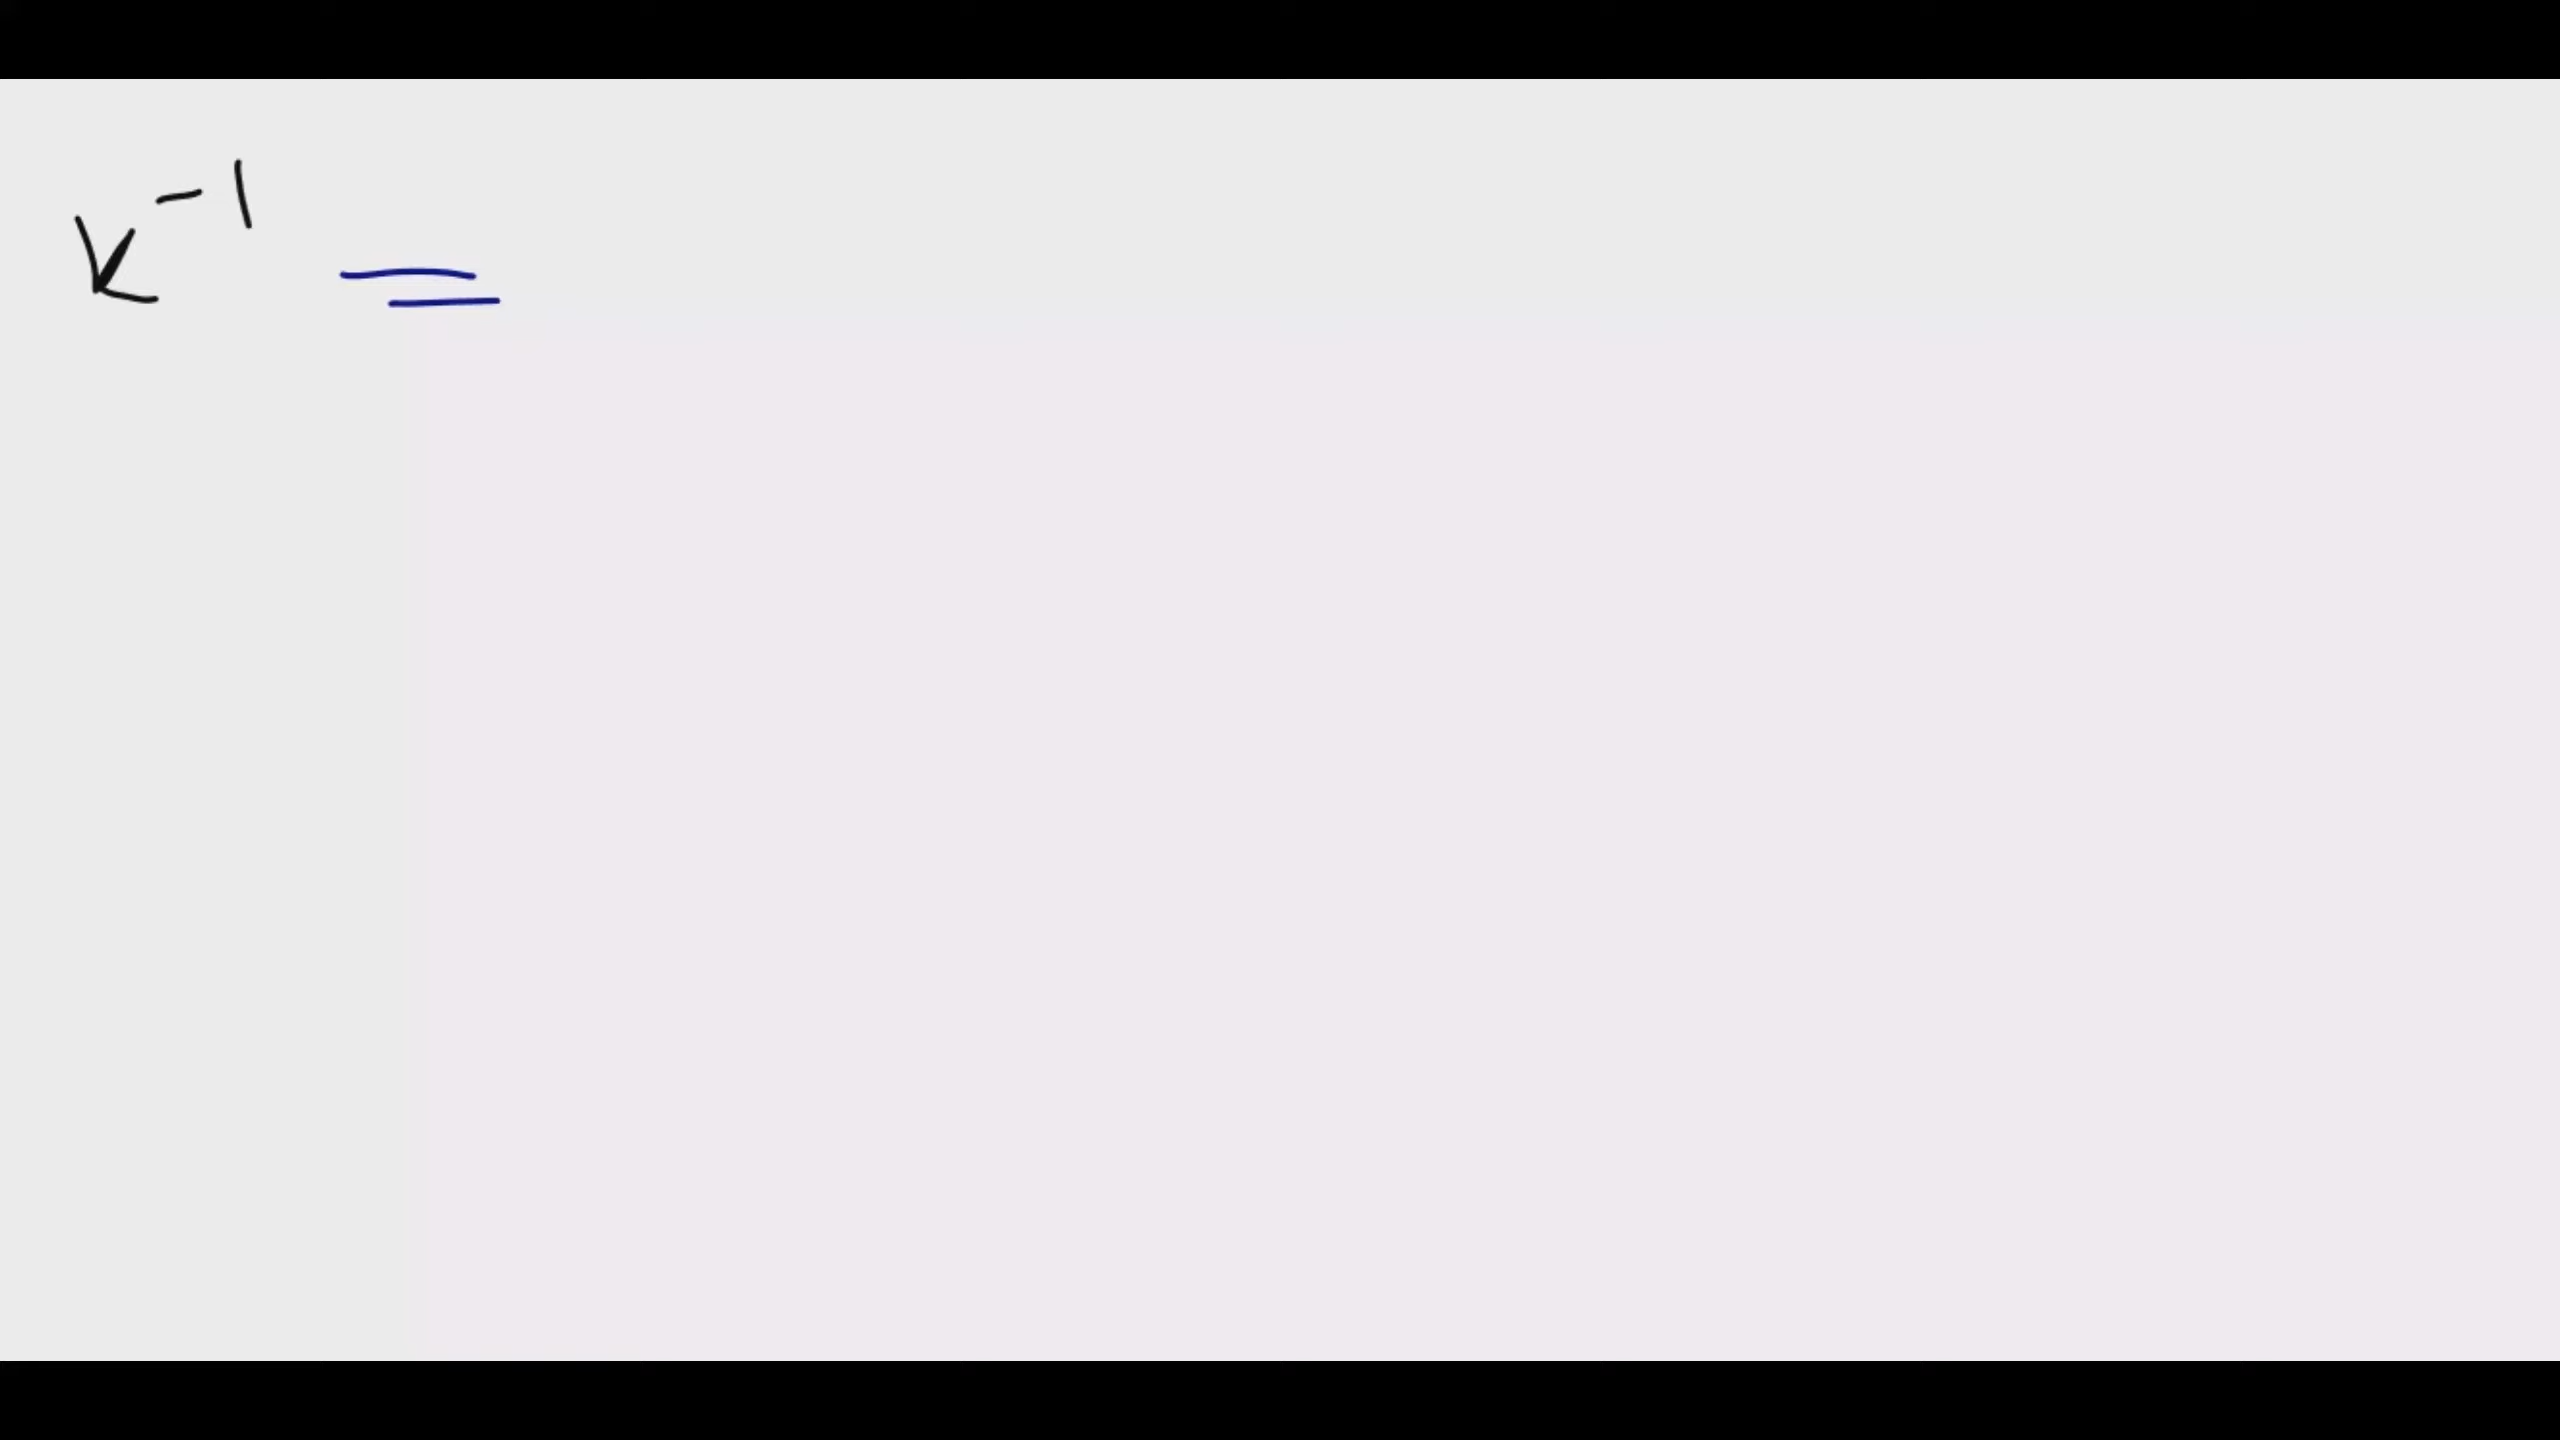 k⁻¹ =